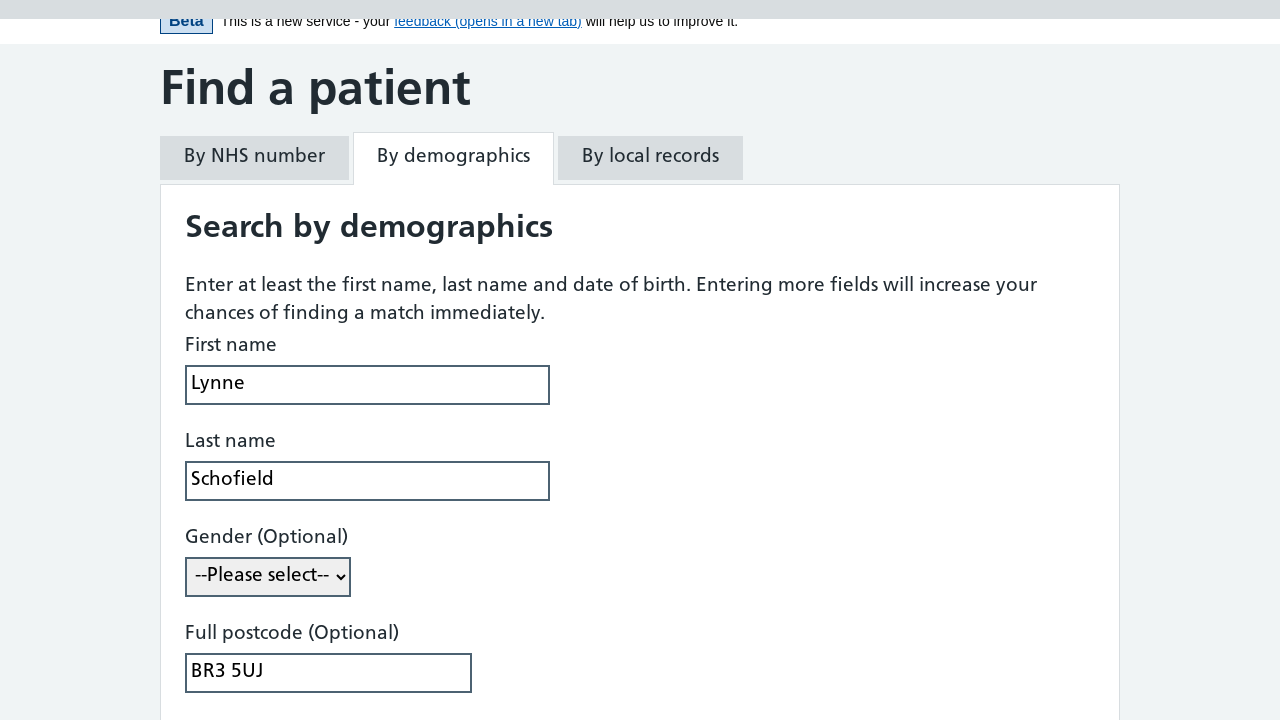 Beta This is a new service - your feedback (opens in a new tab) will help us to improve it.
Find a patient
By NHS number By demographics By local records
Search by demographics
Enter at least the first name, last name and date of birth. Entering more fields will increase your
chances of finding a match immediately.
First name
Lynne
Last name
Schofield
Gender (Optional)
--Please select--
Full postcode (Optional)
BR3 5UJ